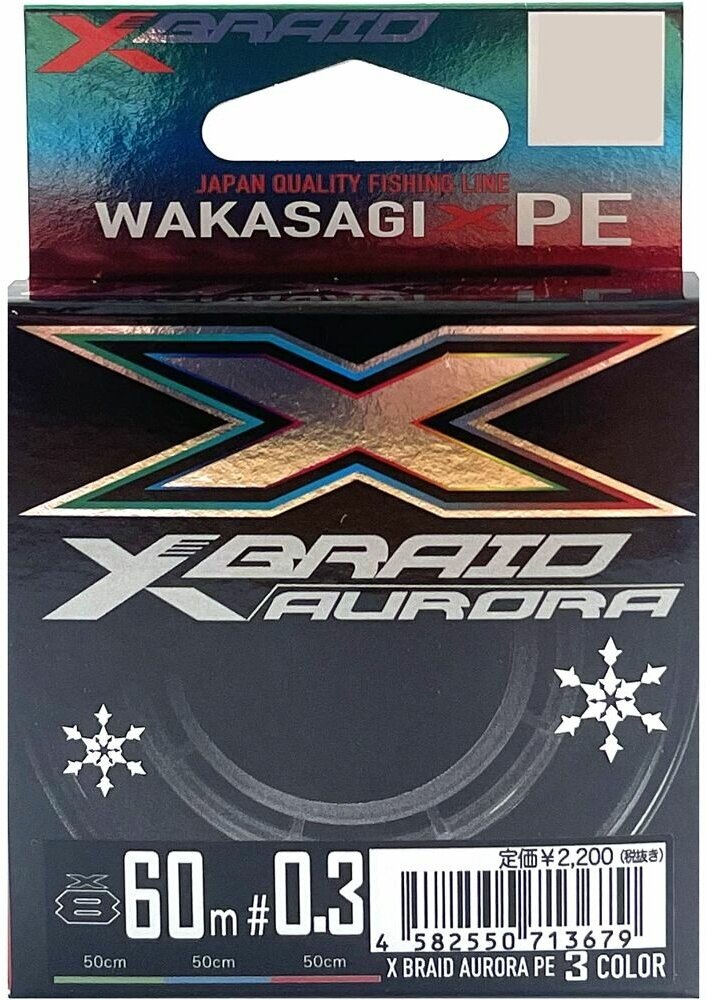 XBRAID
JAPAN QUALITY FISHING LINE
WAKASAGI X PE
X
XBRAID
AURORA
X8 60m #0.3
定価¥2,200 (税抜き)
4 582550 713679
50cm 50cm 50cm
X BRAID AURORA PE 3 COLOR